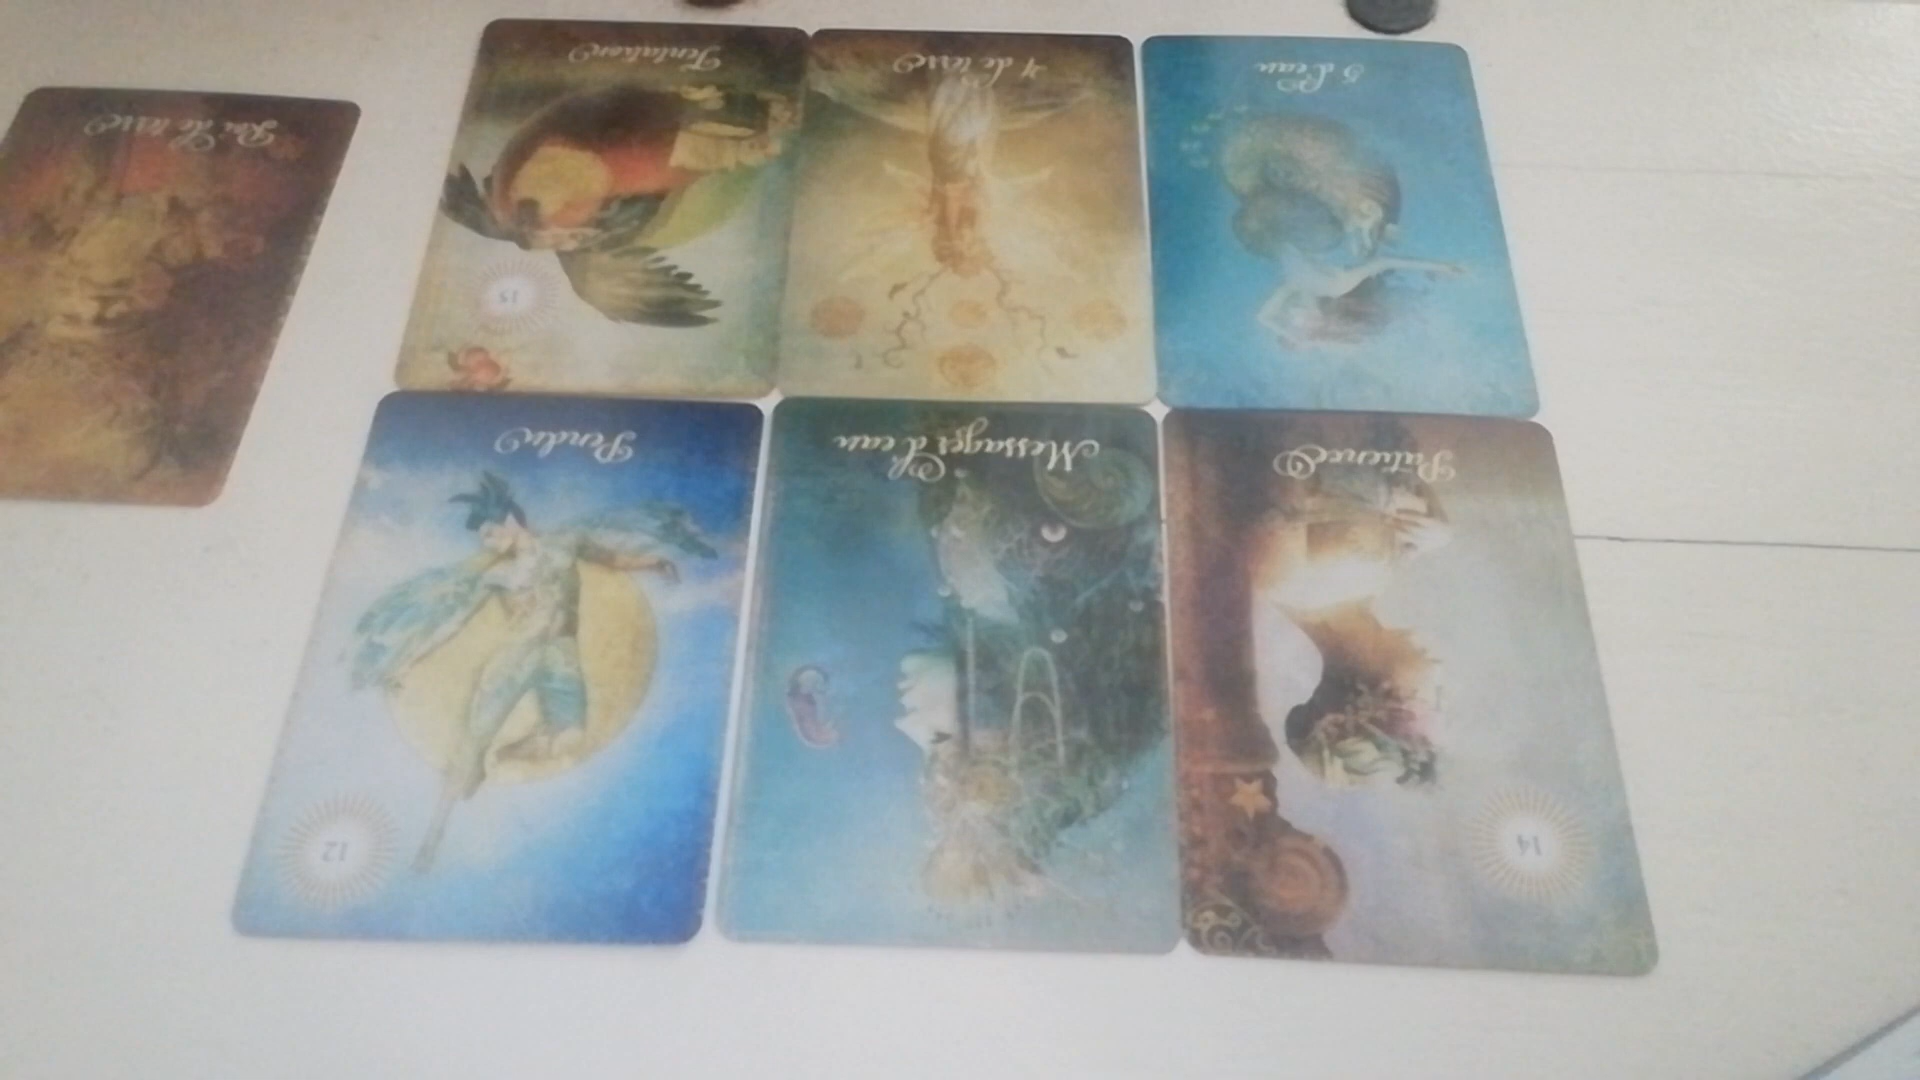 Roi de terre
Tentation
15
4 de terre
5 d'eau
Pendu
12
Messager d'eau
Patience
14